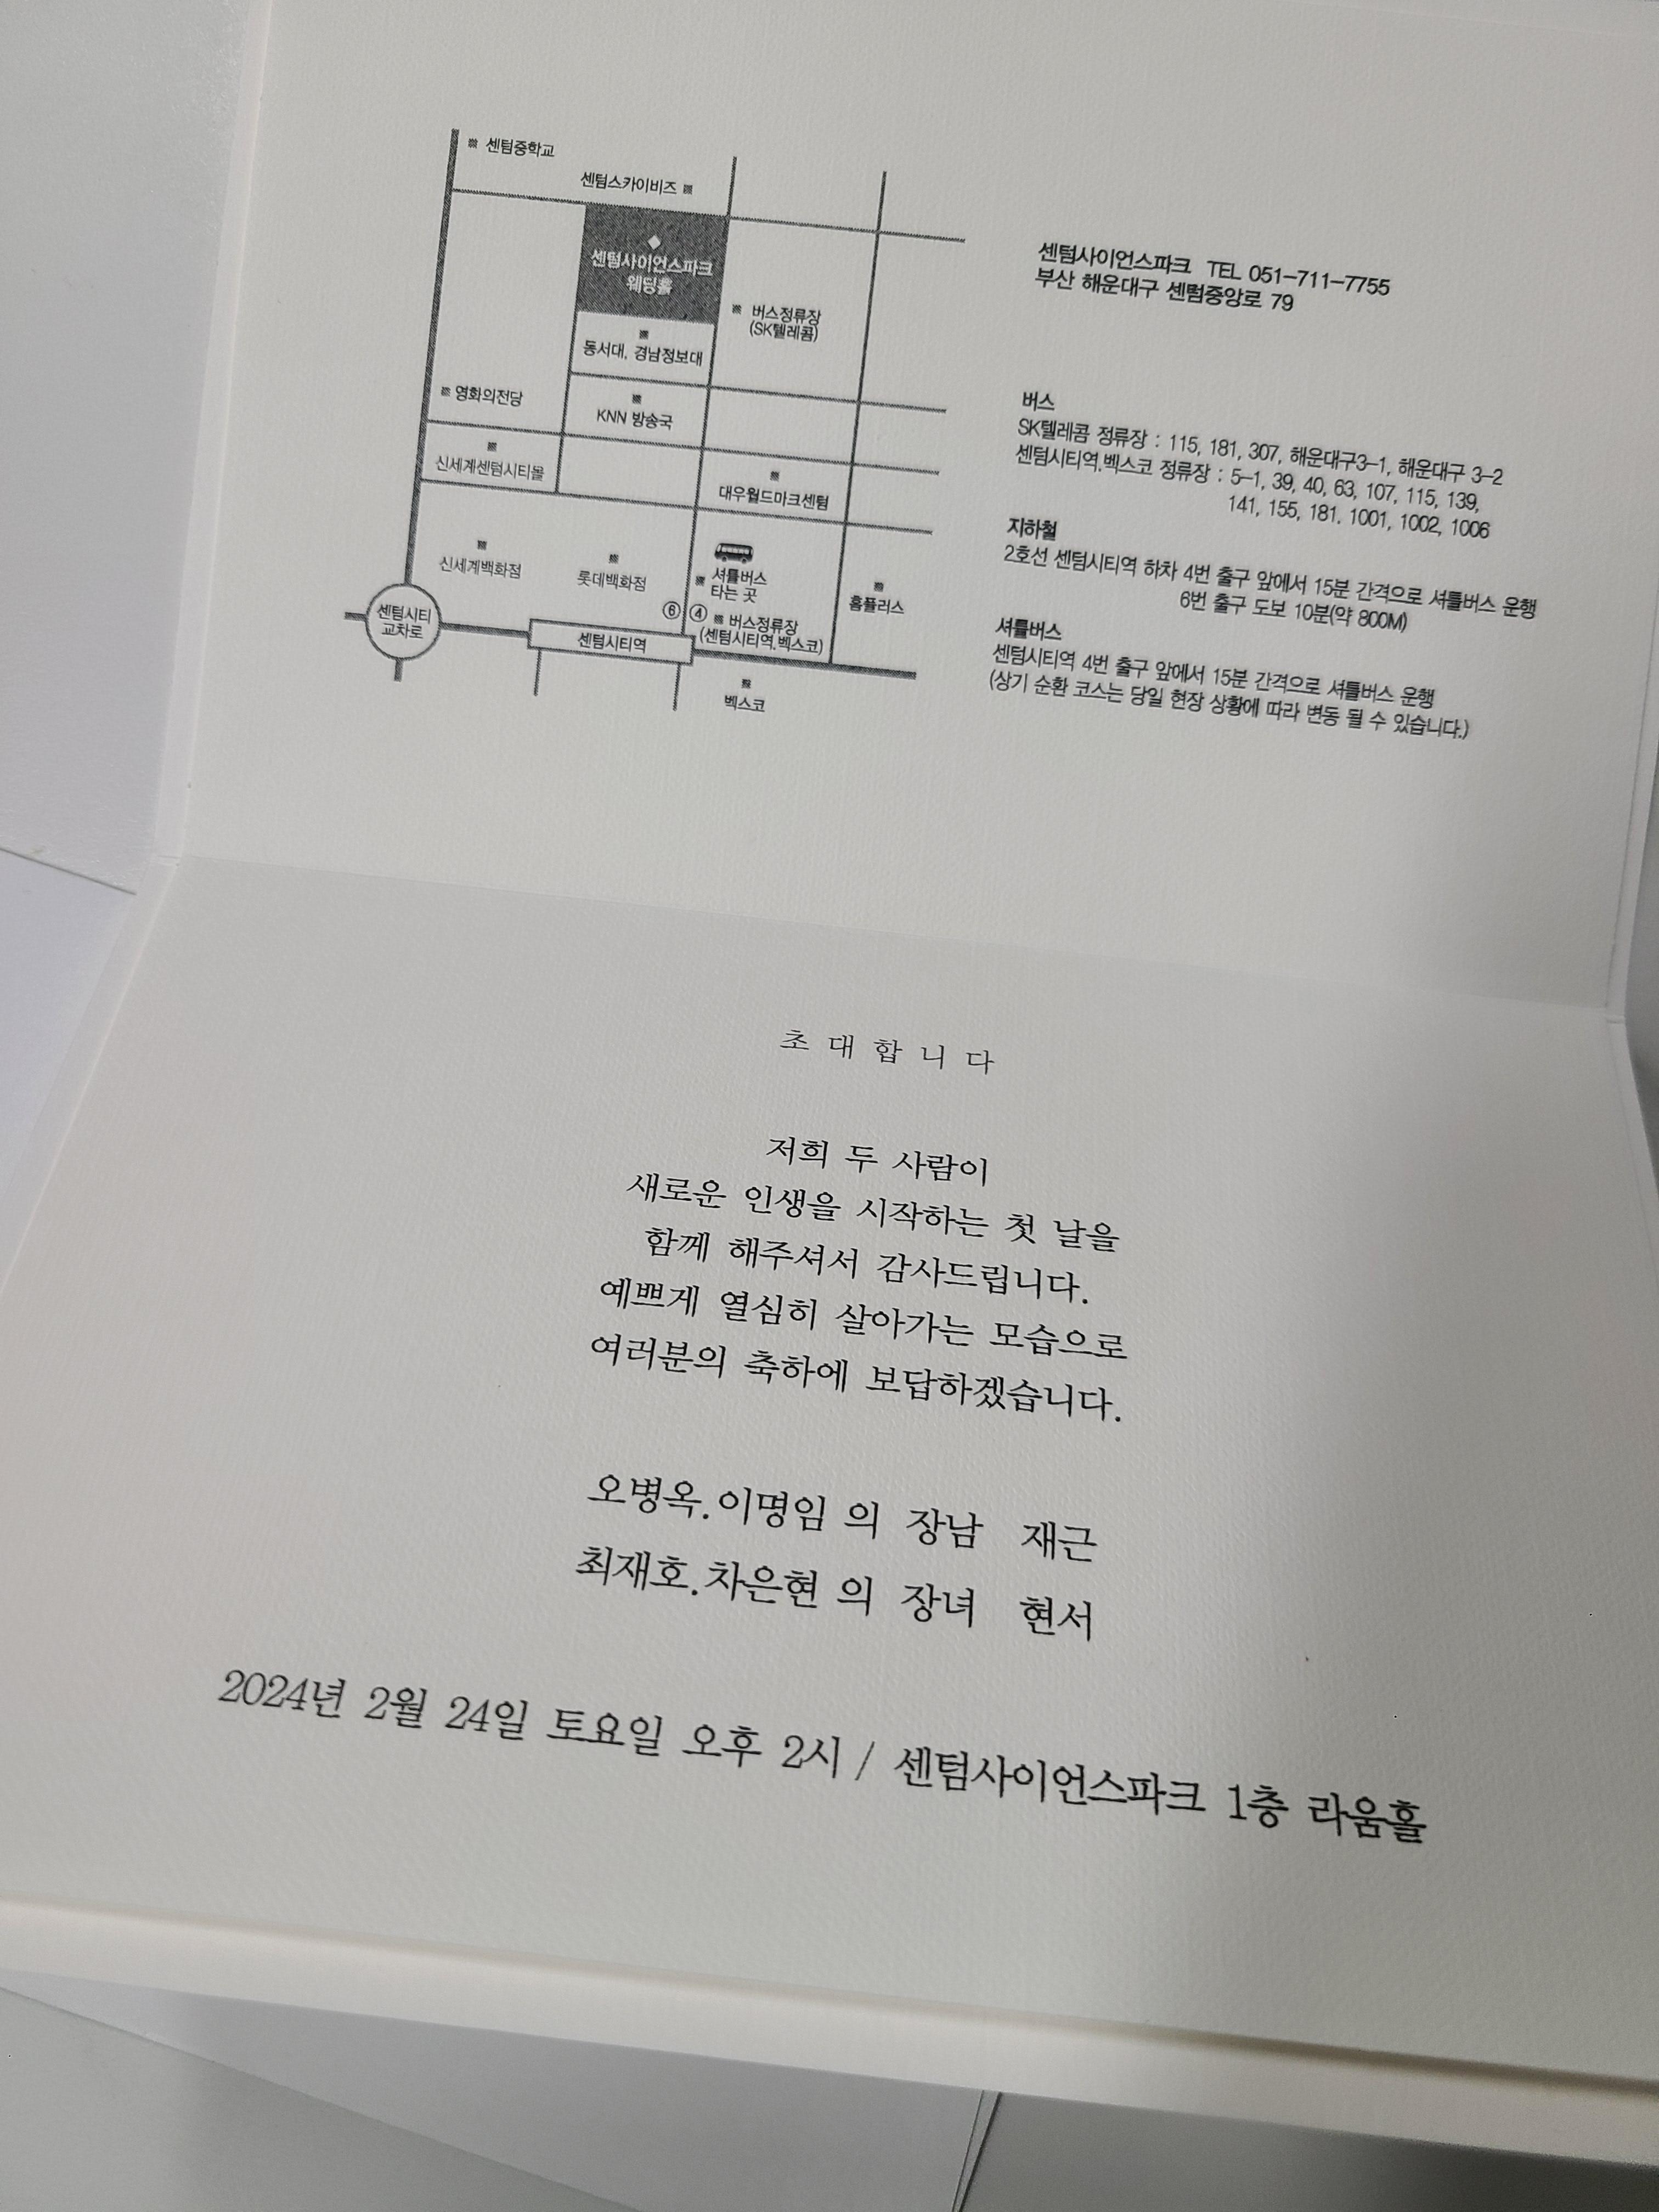 센텀중학교
센텀스카이비즈
센텀사이언스파크
웨딩홀
버스정류장
(SK텔레콤)
동서대, 경남정보대
영화의전당
KNN 방송국
신세계센텀시티몰
대우월드마크센텀
신세계백화점
롯데백화점
셔틀버스
타는 곳
홈플러스
⑥ ④
버스정류장
(센텀시티역.벡스코)
센텀시티
교차로
센텀시티역
벡스코
센텀사이언스파크 TEL 051-711-7755
부산 해운대구 센텀중앙로 79
버스
SK텔레콤 정류장 : 115, 181, 307, 해운대구3-1, 해운대구 3-2
센텀시티역.벡스코 정류장 : 5-1, 39, 40, 63, 107, 115, 139,
141, 155, 181, 1001, 1002, 1006
지하철
2호선 센텀시티역 하차 4번 출구 앞에서 15분 간격으로 셔틀버스 운행
6번 출구 도보 10분(약 800M)
셔틀버스
센텀시티역 4번 출구 앞에서 15분 간격으로 셔틀버스 운행
(상기 순환 코스는 당일 현장 상황에 따라 변동 될 수 있습니다.)
초대합니다
저희 두 사람이
새로운 인생을 시작하는 첫 날을
함께 해주셔서 감사드립니다.
예쁘게 열심히 살아가는 모습으로
여러분의 축하에 보답하겠습니다.
오병옥.이명임 의 장남 재근
최재호.차은현 의 장녀 현서
2024년 2월 24일 토요일 오후 2시 / 센텀사이언스파크 1층 라움홀